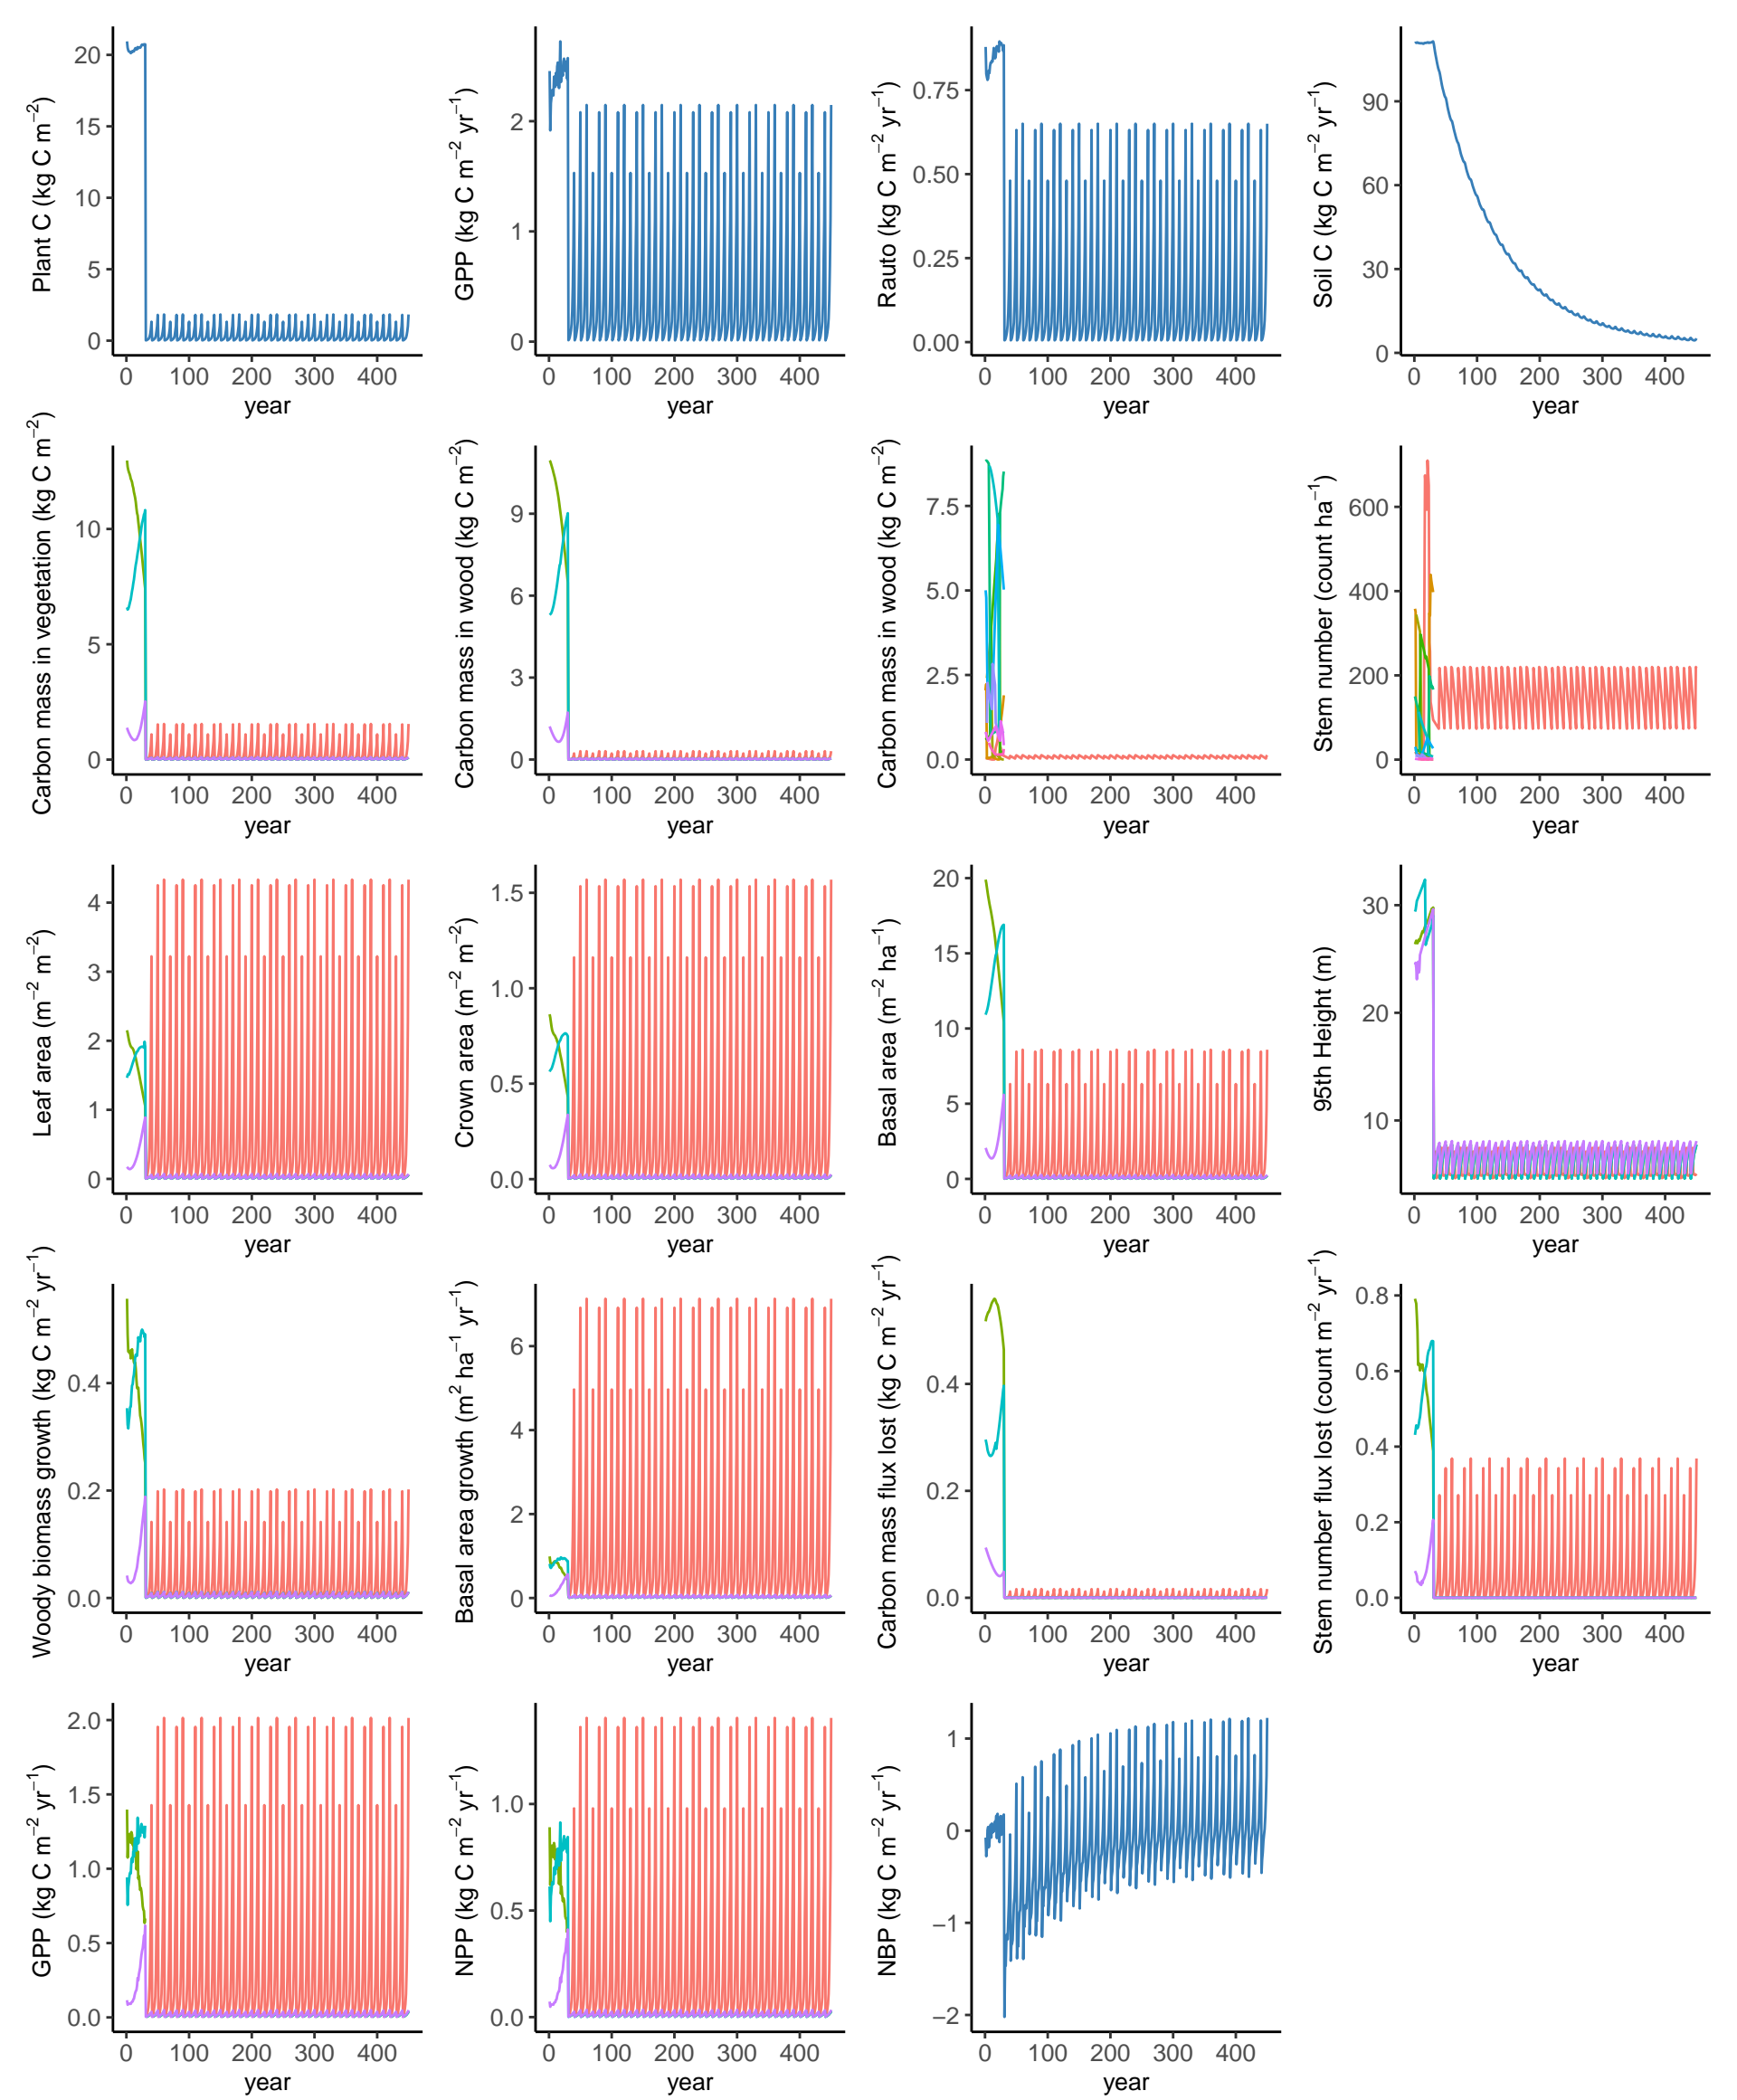 Plant C (kg C m⁻²)
20
15
10
5
0
0 100 200 300 400
year
GPP (kg C m⁻² yr⁻¹)
2
1
0
0 100 200 300 400
year
Rauto (kg C m⁻² yr⁻¹)
0.75
0.50
0.25
0.00
0 100 200 300 400
year
Soil C (kg C m⁻² yr⁻¹)
90
60
30
0
0 100 200 300 400
year
Carbon mass in vegetation (kg C m⁻²)
10
5
0
0 100 200 300 400
year
Carbon mass in wood (kg C m⁻²)
9
6
3
0
0 100 200 300 400
year
Carbon mass in wood (kg C m⁻²)
7.5
5.0
2.5
0.0
0 100 200 300 400
year
Stem number (count ha⁻¹)
600
400
200
0
0 100 200 300 400
year
Leaf area (m⁻² m⁻²)
4
3
2
1
0
0 100 200 300 400
year
Crown area (m⁻² m⁻²)
1.5
1.0
0.5
0.0
0 100 200 300 400
year
Basal area (m⁻² ha⁻¹)
20
15
10
5
0
0 100 200 300 400
year
95th Height (m)
30
20
10
0 100 200 300 400
year
Woody biomass growth (kg C m⁻² yr⁻¹)
0.4
0.2
0.0
0 100 200 300 400
year
Basal area growth (m² ha⁻¹ yr⁻¹)
6
4
2
0
0 100 200 300 400
year
Carbon mass flux lost (kg C m⁻² yr⁻¹)
0.4
0.2
0.0
0 100 200 300 400
year
Stem number flux lost (count m⁻² yr⁻¹)
0.8
0.6
0.4
0.2
0.0
0 100 200 300 400
year
GPP (kg C m⁻² yr⁻¹)
2.0
1.5
1.0
0.5
0.0
0 100 200 300 400
year
NPP (kg C m⁻² yr⁻¹)
1.0
0.5
0.0
0 100 200 300 400
year
NBP (kg C m⁻² yr⁻¹)
1
0
−1
−2
0 100 200 300 400
year